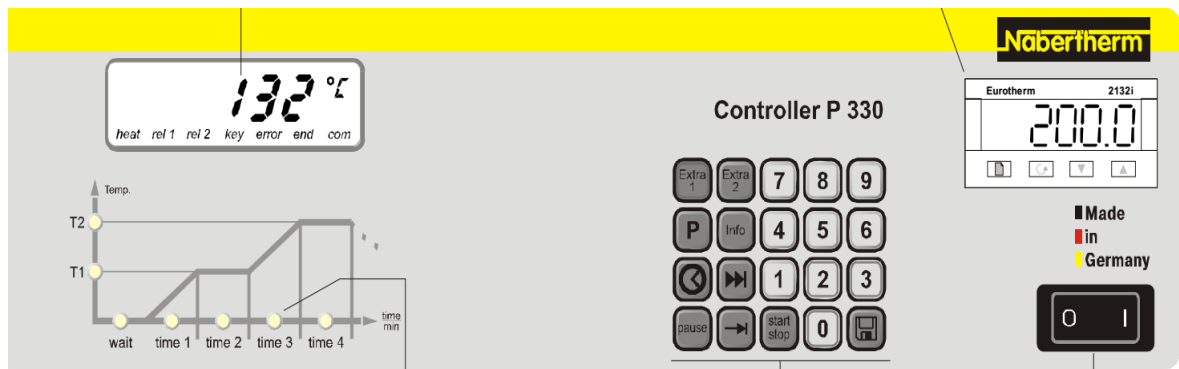 Nabertherm
132 °C
heat rel 1 rel 2 key error end com
Controller P 330
Eurotherm 2132i
200.0
Temp.
T2
T1
wait time 1 time 2 time 3 time 4
time
min
Extra
1
Extra
2
7 8 9
P Info 4 5 6
1 2 3
pause start
stop 0
Made
in
Germany
O I